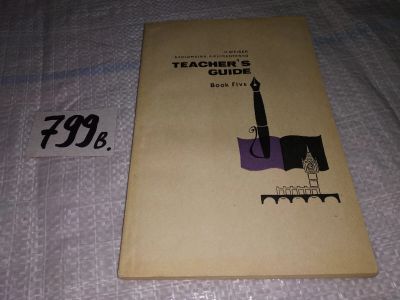 799в.
TEACHER'S
GUIDE
Book Five